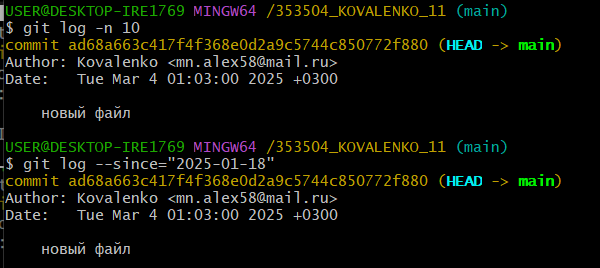 USER@DESKTOP-IRE1769 MINGW64 /353504_KOVALENKO_11 (main)
$ git log -n 10
commit ad68a663c417f4f368e0d2a9c5744c850772f880 (HEAD -> main)
Author: Kovalenko <mn.alex58@mail.ru>
Date:   Tue Mar 4 01:03:00 2025 +0300
новый файл
USER@DESKTOP-IRE1769 MINGW64 /353504_KOVALENKO_11 (main)
$ git log --since="2025-01-18"
commit ad68a663c417f4f368e0d2a9c5744c850772f880 (HEAD -> main)
Author: Kovalenko <mn.alex58@mail.ru>
Date:   Tue Mar 4 01:03:00 2025 +0300
новый файл